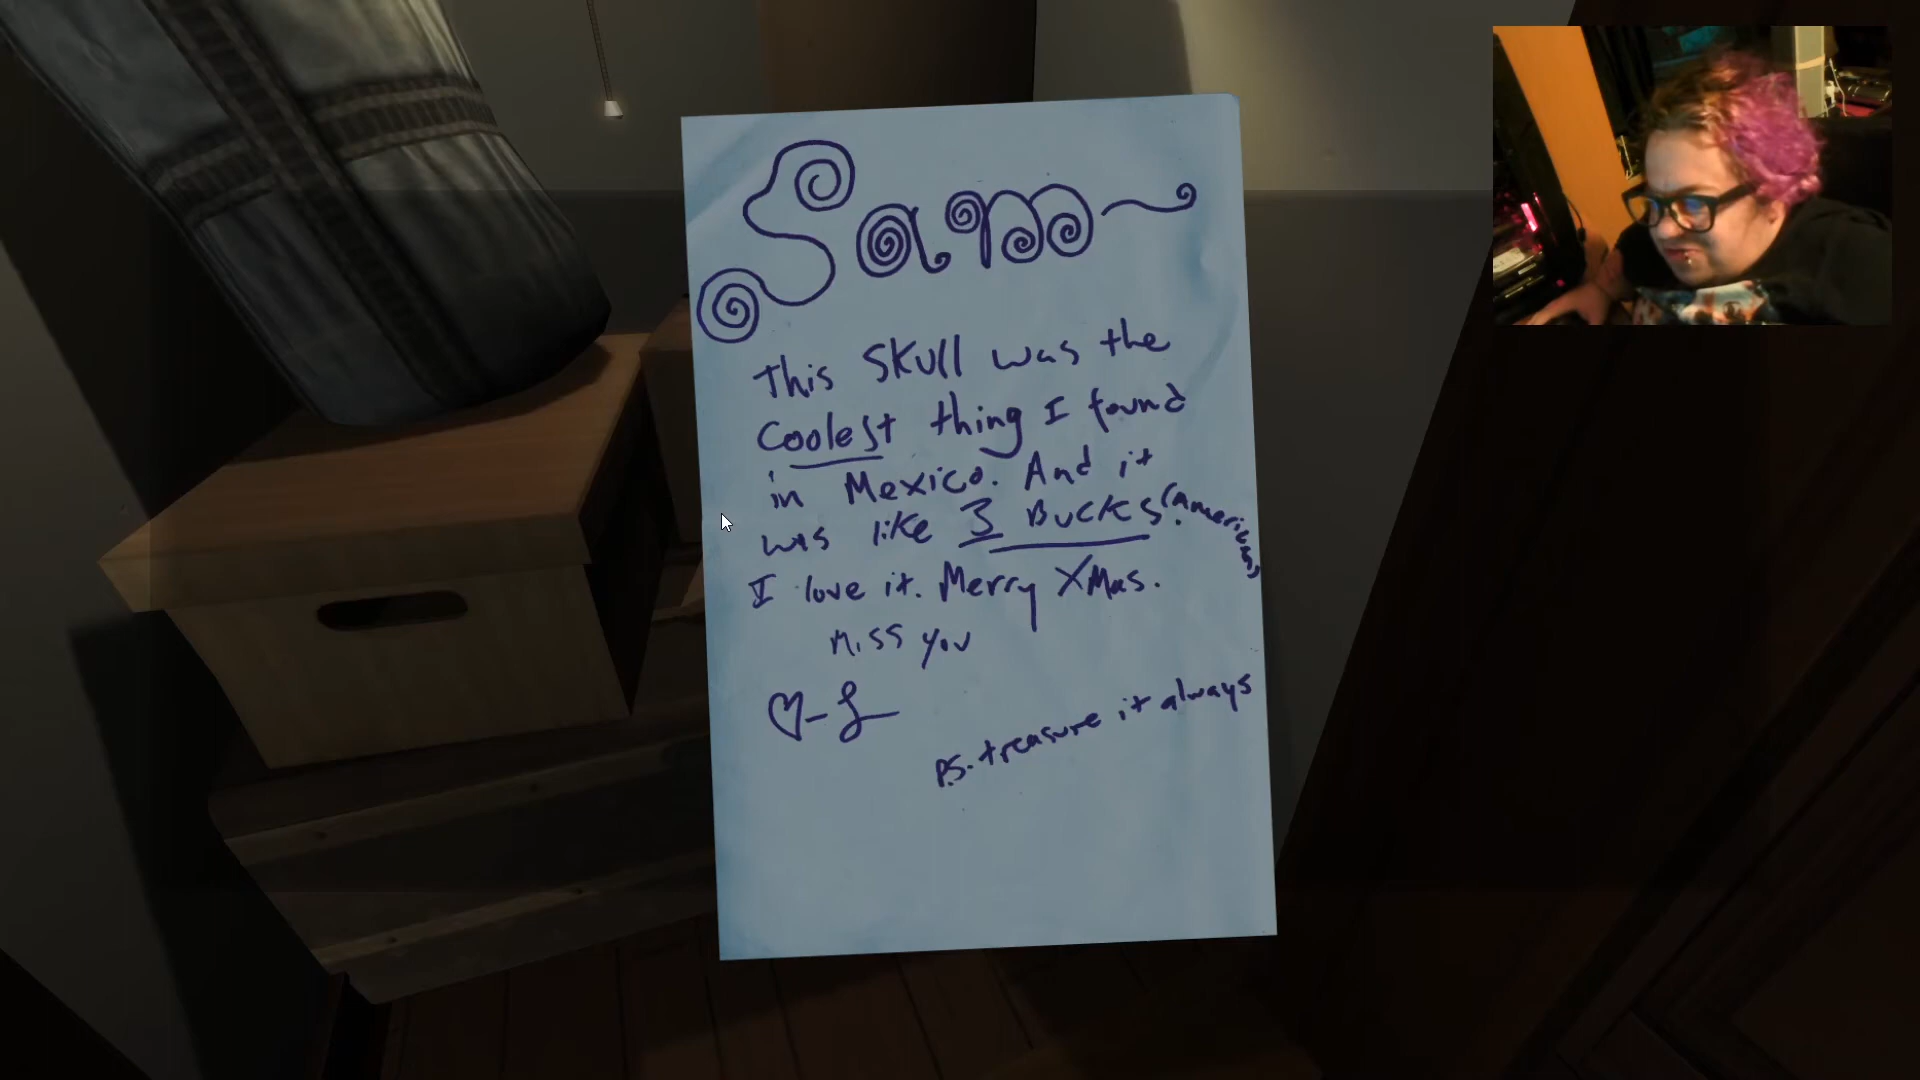 Sam~
This Skull was the
Coolest thing I found
in Mexico. And it
was like 3 Bucks (American)
I love it. Merry XMas.
Miss you
♡-L
P.S. treasure it always